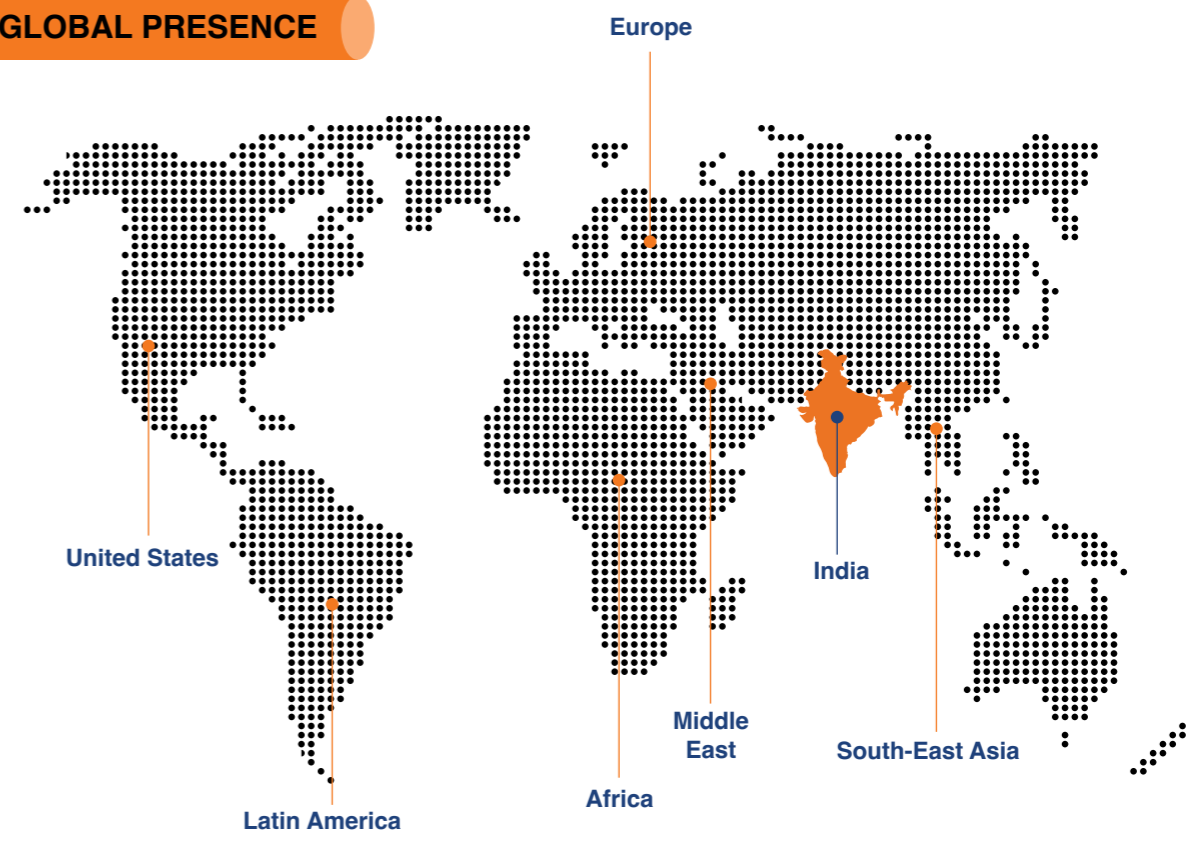 GLOBAL PRESENCE
Europe
United States
India
Middle
East
South-East Asia
Africa
Latin America